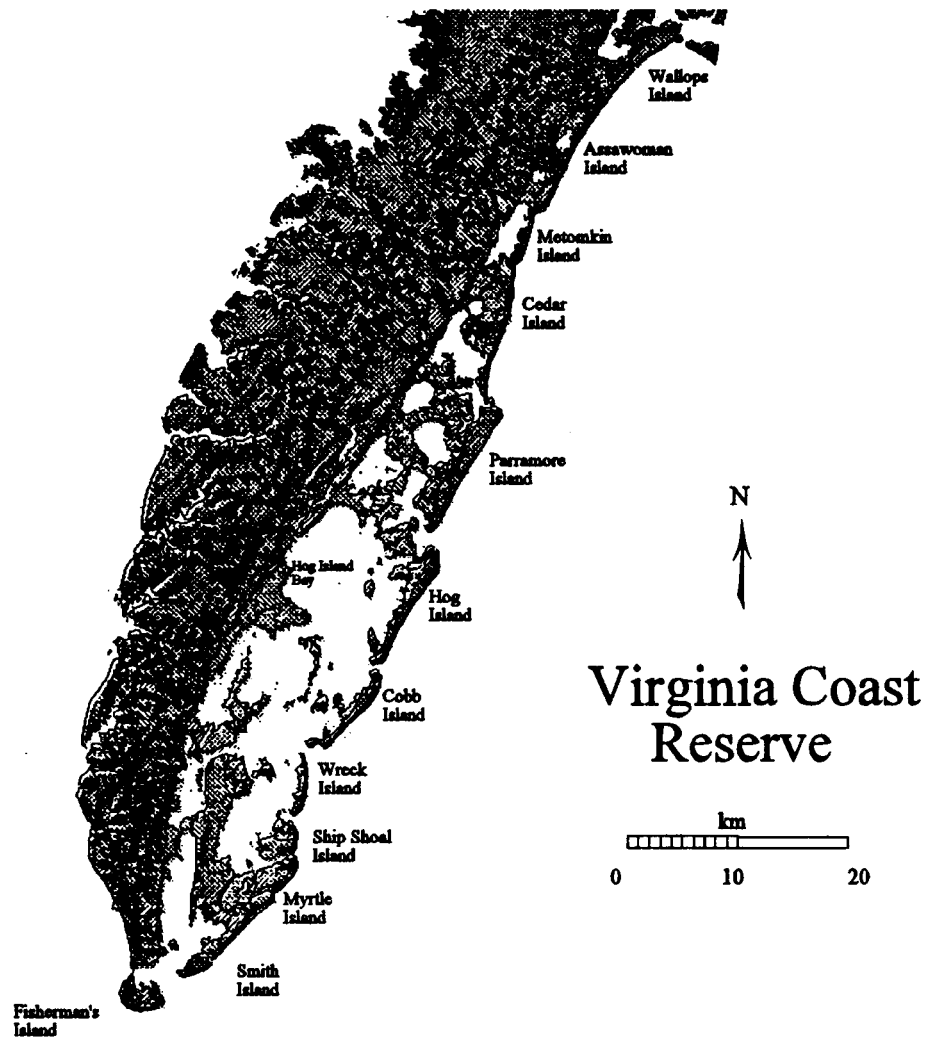 Wallops
Island
Assawoman
Island
Metomkin
Island
Cedar
Island
Parramore
Island
N
Hog Island
Bay
Hog
Island
Virginia Coast
Reserve
Cobb
Island
Wreck
Island
km
0 10 20
Ship Shoal
Island
Myrtle
Island
Smith
Island
Fisherman's
Island